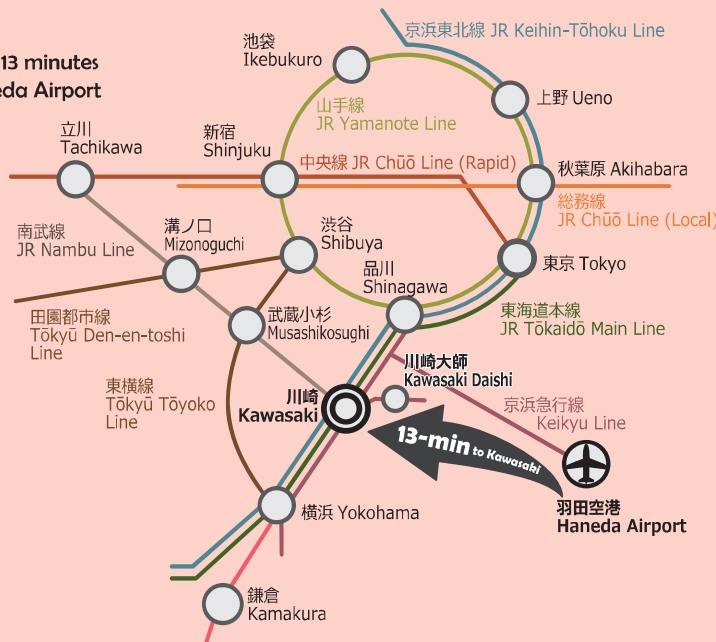 13 minutes
eda Airport
京浜東北線 JR Keihin-Tōhoku Line
池袋
Ikebukuro
上野 Ueno
山手線
JR Yamanote Line
立川
Tachikawa
新宿
Shinjuku
中央線 JR Chūō Line (Rapid)
秋葉原 Akihabara
総務線
JR Chūō Line (Local)
南武線
JR Nambu Line
溝ノ口
Mizonoguchi
渋谷
Shibuya
品川
Shinagawa
東京 Tokyo
田園都市線
Tōkyū Den-en-toshi
Line
武蔵小杉
Musashikosughi
東海道本線
JR Tōkaidō Main Line
東横線
Tōkyū Tōyoko
Line
川崎
Kawasaki
川崎大師
Kawasaki Daishi
京浜急行線
Keikyu Line
13-min to Kawasaki
羽田空港
Haneda Airport
横浜 Yokohama
鎌倉
Kamakura